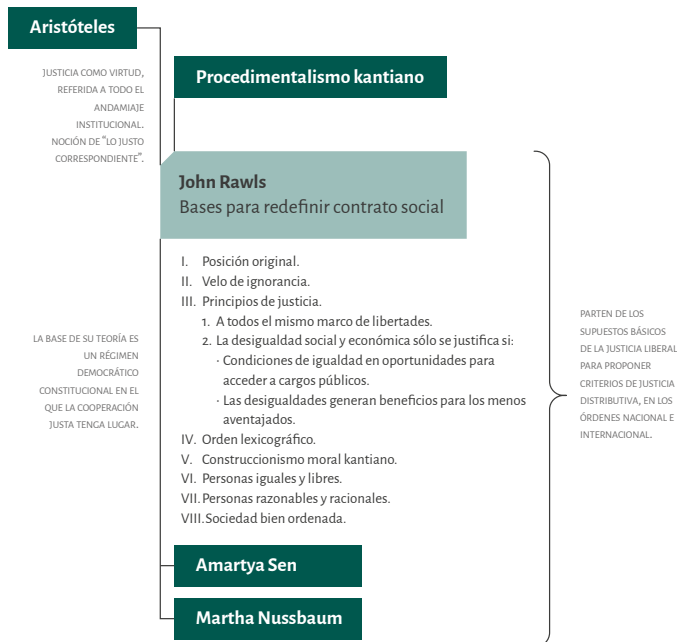 Aristóteles
JUSTICIA COMO VIRTUD,
REFERIDA A TODO EL
ANDAMIAJE
INSTITUCIONAL.
NOCIÓN DE “LO JUSTO
CORRESPONDIENTE”.
Procedimentalismo kantiano
John Rawls
Bases para redefinir contrato social
I. Posición original.
II. Velo de ignorancia.
III. Principios de justicia.
1. A todos el mismo marco de libertades.
2. La desigualdad social y económica sólo se justifica si:
· Condiciones de igualdad en oportunidades para
acceder a cargos públicos.
· Las desigualdades generan beneficios para los menos
aventajados.
IV. Orden lexicográfico.
V. Construccionismo moral kantiano.
VI. Personas iguales y libres.
VII. Personas razonables y racionales.
VIII. Sociedad bien ordenada.
LA BASE DE SU TEORÍA ES
UN RÉGIMEN
DEMOCRÁTICO
CONSTITUCIONAL EN EL
QUE LA COOPERACIÓN
JUSTA TENGA LUGAR.
PARTEN DE LOS
SUPUESTOS BÁSICOS
DE LA JUSTICIA LIBERAL
PARA PROPONER
CRITERIOS DE JUSTICIA
DISTRIBUTIVA, EN LOS
ÓRDENES NACIONAL E
INTERNACIONAL.
Amartya Sen
Martha Nussbaum